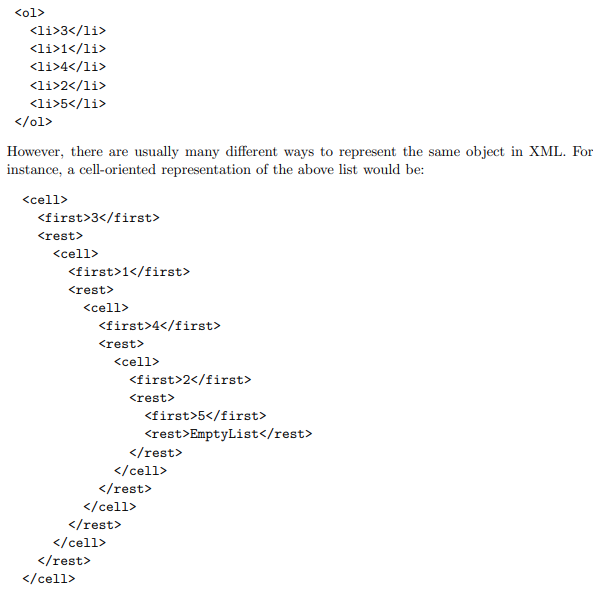 <ol>
<li>3</li>
<li>1</li>
<li>4</li>
<li>2</li>
<li>5</li>
</ol>
However, there are usually many different ways to represent the same object in XML. For
instance, a cell-oriented representation of the above list would be:
<cell>
<first>3</first>
<rest>
<cell>
<first>1</first>
<rest>
<cell>
<first>4</first>
<rest>
<cell>
<first>2</first>
<rest>
<first>5</first>
<rest>EmptyList</rest>
</rest>
</cell>
</rest>
</cell>
</rest>
</cell>
</rest>
</cell>